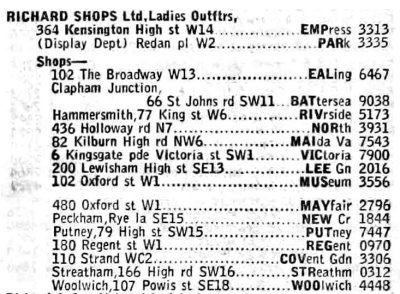 RICHARD SHOPS Ltd,Ladies Outftrs,
364 Kensington High st W14..............EMPress 3313
(Display Dept) Redan pl W2..............PARk 3335
Shops—
102 The Broadway W13....................EALing 6467
Clapham Junction,
66 St Johns rd SW11..BATtersea 9038
Hammersmith,77 King st W6...........RIVrside 5173
436 Holloway rd N7........................NORth 3931
82 Kilburn High rd NW6................MAIda Va 7543
6 Kingsgate pde Victoria st SW1...VICtoria 7900
200 Lewisham High st SE13............LEE Gn 2016
102 Oxford st W1.........................MUSeum 3556
480 Oxford st W1.........................MAYfair 2796
Peckham,Rye la SE15....................NEW Cr 1844
Putney,79 High st SW15................PUTney 7447
180 Regent st W1.........................REGent 0970
110 Strand WC2.......................COVent Gdn 3306
Streatham,166 High rd SW16........STReathm 0312
Woolwich,107 Powis st SE18.........WOOlwich 4448